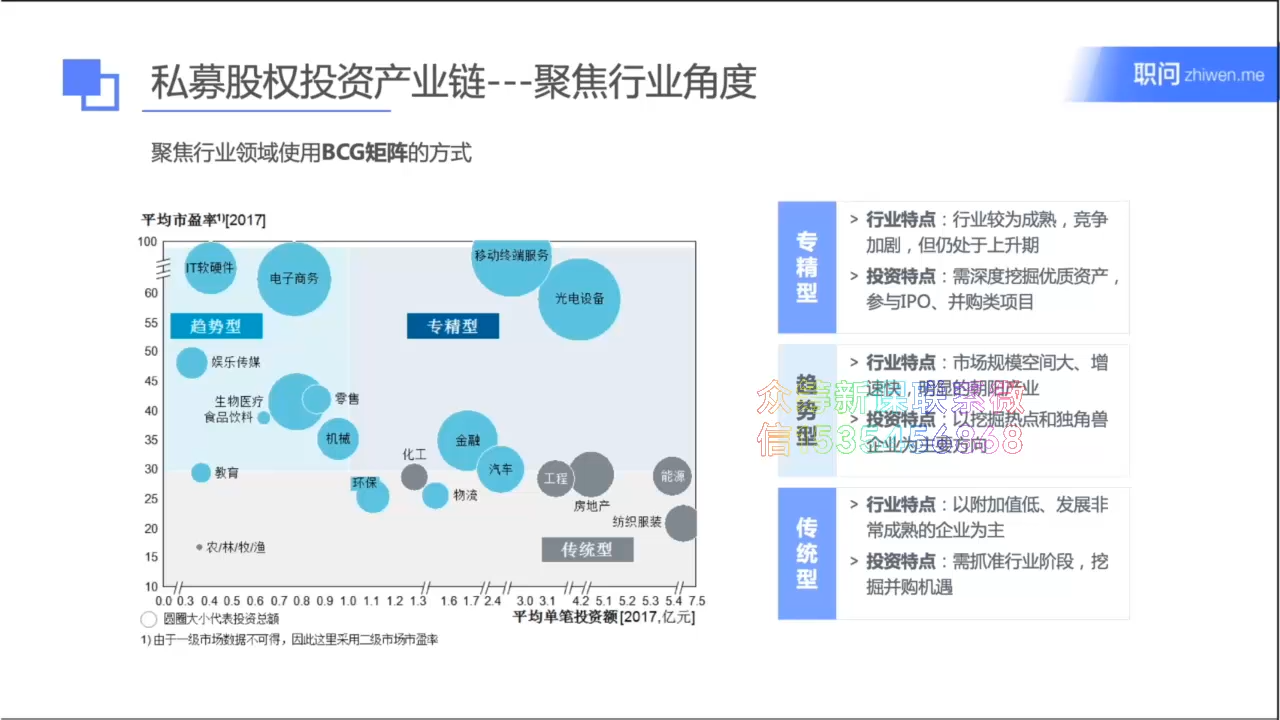 私募股权投资产业链---聚焦行业角度
职问 zhiwen.me
聚焦行业领域使用BCG矩阵的方式
平均市盈率¹⁾[2017]
100
60
55
50
45
40
35
30
25
20
15
10
IT软硬件
电子商务
移动终端服务
光电设备
趋势型
专精型
娱乐传媒
生物医疗
零售
食品饮料
机械
金融
化工
汽车
教育
环保
物流
工程
房地产
能源
纺织服装
农/林/牧/渔
传统型
0.0 0.3 0.4 0.5 0.6 0.7 0.8 0.9 1.0 1.1 1.2 1.3 1.6 1.7 2.4 3.0 3.1 4.2 5.1 5.2 5.3 5.4 7.5
圆圈大小代表投资总额
平均单笔投资额[2017,亿元]
1) 由于一级市场数据不可得，因此这里采用二级市场市盈率
专精型
> 行业特点：行业较为成熟，竞争
加剧，但仍处于上升期
> 投资特点：需深度挖掘优质资产，
参与IPO、并购类项目
趋势型
> 行业特点：市场规模空间大、增
速快，明显的朝阳产业
> 投资特点：以挖掘热点和独角兽
企业为主要方向
传统型
> 行业特点：以附加值低、发展非
常成熟的企业为主
> 投资特点：需抓准行业阶段，挖
掘并购机遇